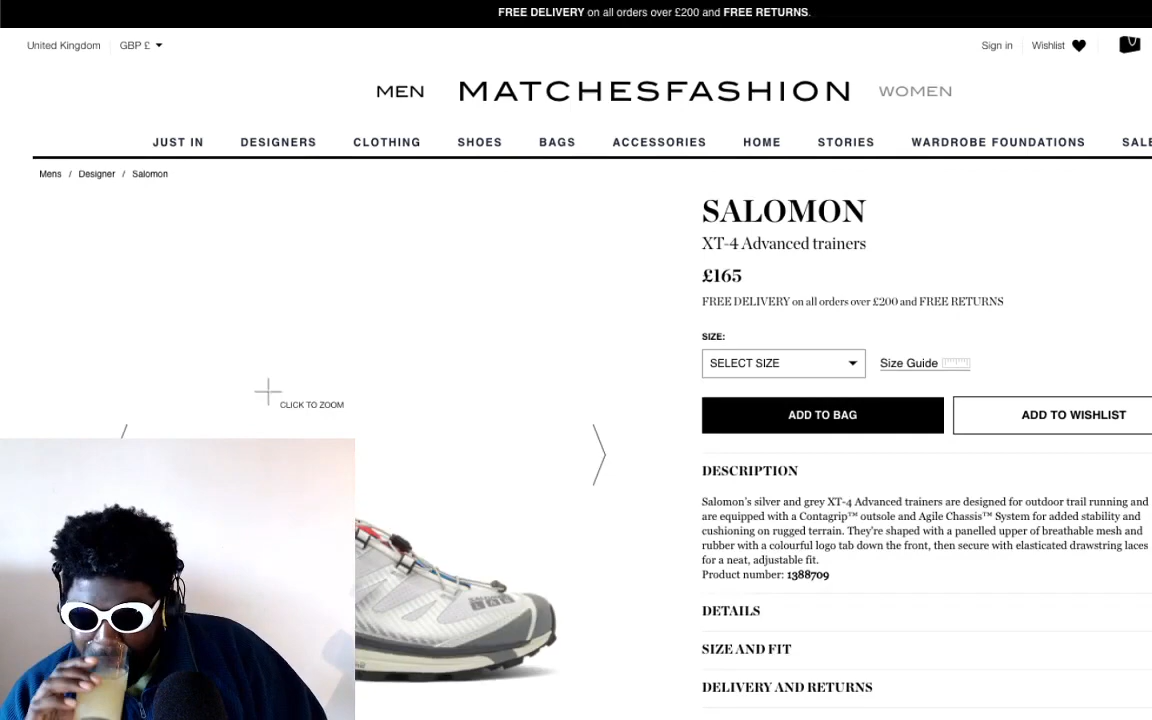 FREE DELIVERY on all orders over £200 and FREE RETURNS.
United Kingdom GBP £
Sign in Wishlist
MEN MATCHESFASHION WOMEN
JUST IN DESIGNERS CLOTHING SHOES BAGS ACCESSORIES HOME STORIES WARDROBE FOUNDATIONS SALE
Mens / Designer / Salomon
SALOMON
XT-4 Advanced trainers
£165
FREE DELIVERY on all orders over £200 and FREE RETURNS
SIZE:
SELECT SIZE Size Guide
CLICK TO ZOOM
ADD TO BAG ADD TO WISHLIST
DESCRIPTION
Salomon's silver and grey XT-4 Advanced trainers are designed for outdoor trail running and
are equipped with a Contagrip™ outsole and Agile Chassis™ System for added stability and
cushioning on rugged terrain. They're shaped with a panelled upper of breathable mesh and
rubber with a colourful logo tab down the front, then secure with elasticated drawstring laces
for a neat, adjustable fit.
Product number: 1388709
DETAILS
SIZE AND FIT
DELIVERY AND RETURNS